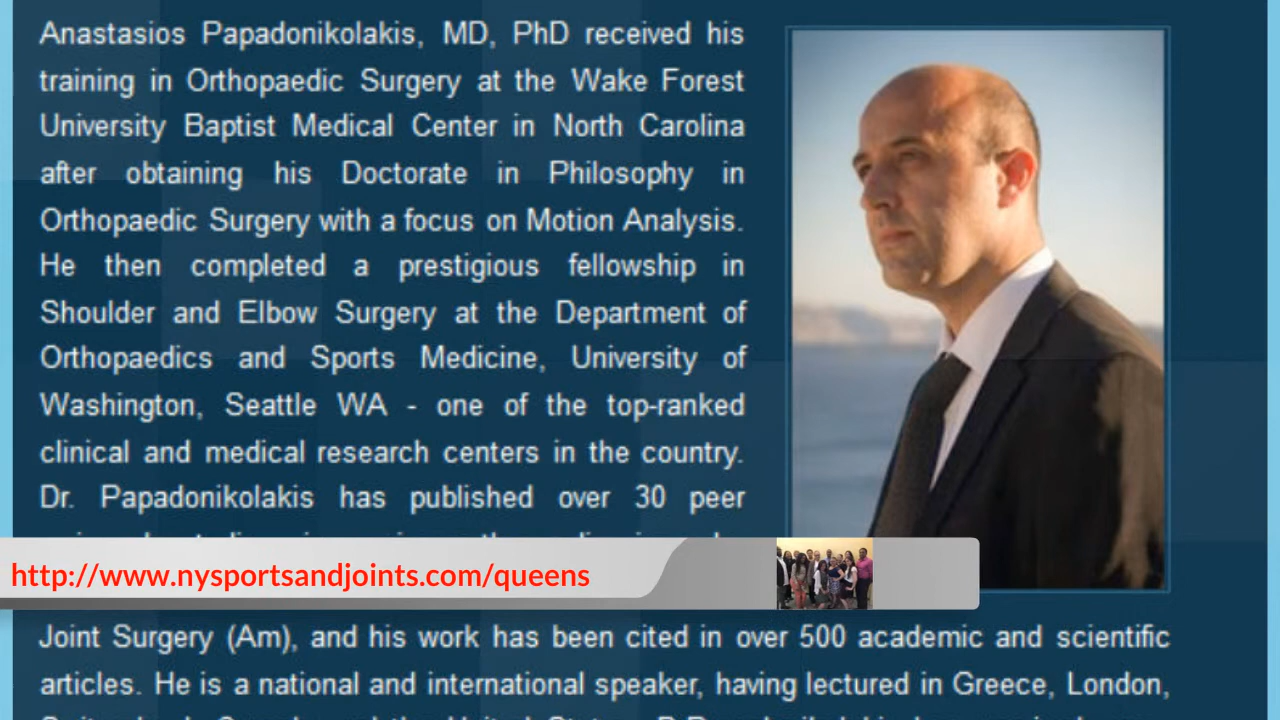 Anastasios Papadonikolakis, MD, PhD received his
training in Orthopaedic Surgery at the Wake Forest
University Baptist Medical Center in North Carolina
after obtaining his Doctorate in Philosophy in
Orthopaedic Surgery with a focus on Motion Analysis.
He then completed a prestigious fellowship in
Shoulder and Elbow Surgery at the Department of
Orthopaedics and Sports Medicine, University of
Washington, Seattle WA - one of the top-ranked
clinical and medical research centers in the country.
Dr. Papadonikolakis has published over 30 peer
http://www.nysportsandjoints.com/queens
Joint Surgery (Am), and his work has been cited in over 500 academic and scientific
articles. He is a national and international speaker, having lectured in Greece, London,